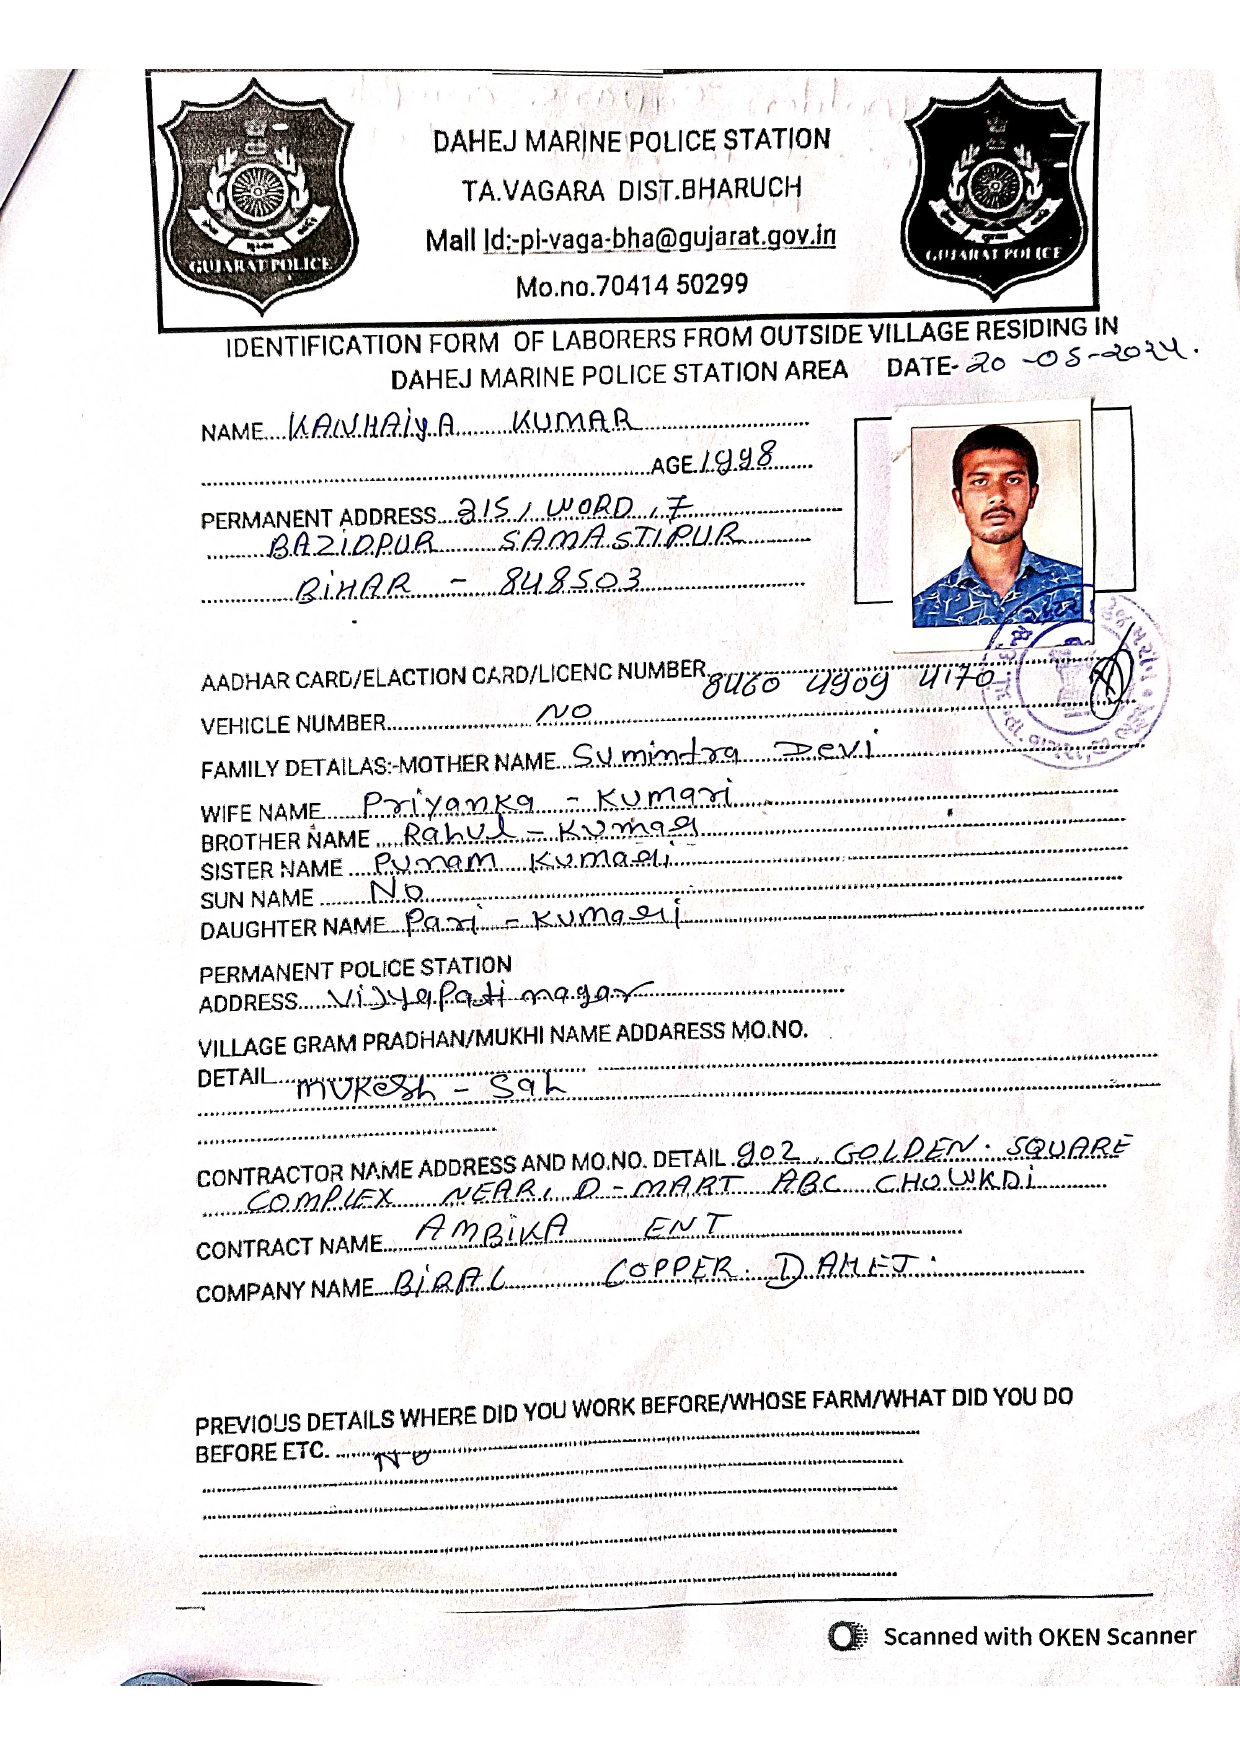 DAHEJ MARINE POLICE STATION
TA.VAGARA DIST.BHARUCH
Mail Id:-pi-vaga-bha@gujarat.gov.in
Mo.no.70414 50299
GUJARAT POLICE
GUJARAT POLICE
IDENTIFICATION FORM OF LABORERS FROM OUTSIDE VILLAGE RESIDING IN
DAHEJ MARINE POLICE STATION AREA DATE- 20-05-2024.
NAME....KANHAIYA KUMAR
AGE.1998
PERMANENT ADDRESS....215, WORD, 7
BAZIDPUR SAMASTIPUR
BIHAR - 848503
AADHAR CARD/ELACTION CARD/LICENC NUMBER. 8460 4909 4170
VEHICLE NUMBER............ NO
FAMILY DETAILAS:-MOTHER NAME...Sumindra Devi
WIFE NAME....Priyanka - Kumari
BROTHER NAME.....Rahul - Kumar
SISTER NAME....Punam Kumari
SUN NAME........No
DAUGHTER NAME...Pari - Kumari
PERMANENT POLICE STATION
ADDRESS.....Vidyapati nagar
VILLAGE GRAM PRADHAN/MUKHI NAME ADDARESS MO.NO.
DETAIL...MUKesh - Sah
CONTRACTOR NAME ADDRESS AND MO.NO. DETAIL.902, GOLDEN. SQUARE
COMPLEX NEAR, D-MART ABC CHOWKDI
CONTRACT NAME.... AMBIKA ENT
COMPANY NAME....BIRAL COPPER. DAHEJ.
PREVIOUS DETAILS WHERE DID YOU WORK BEFORE/WHOSE FARM/WHAT DID YOU DO
BEFORE ETC. ........NO
Scanned with OKEN Scanner